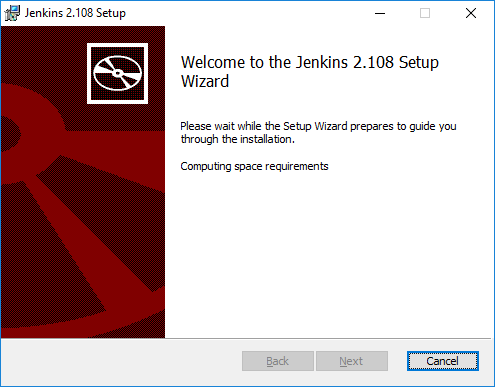 Jenkins 2.108 Setup
Welcome to the Jenkins 2.108 Setup
Wizard
Please wait while the Setup Wizard prepares to guide you
through the installation.
Computing space requirements
Back
Next
Cancel